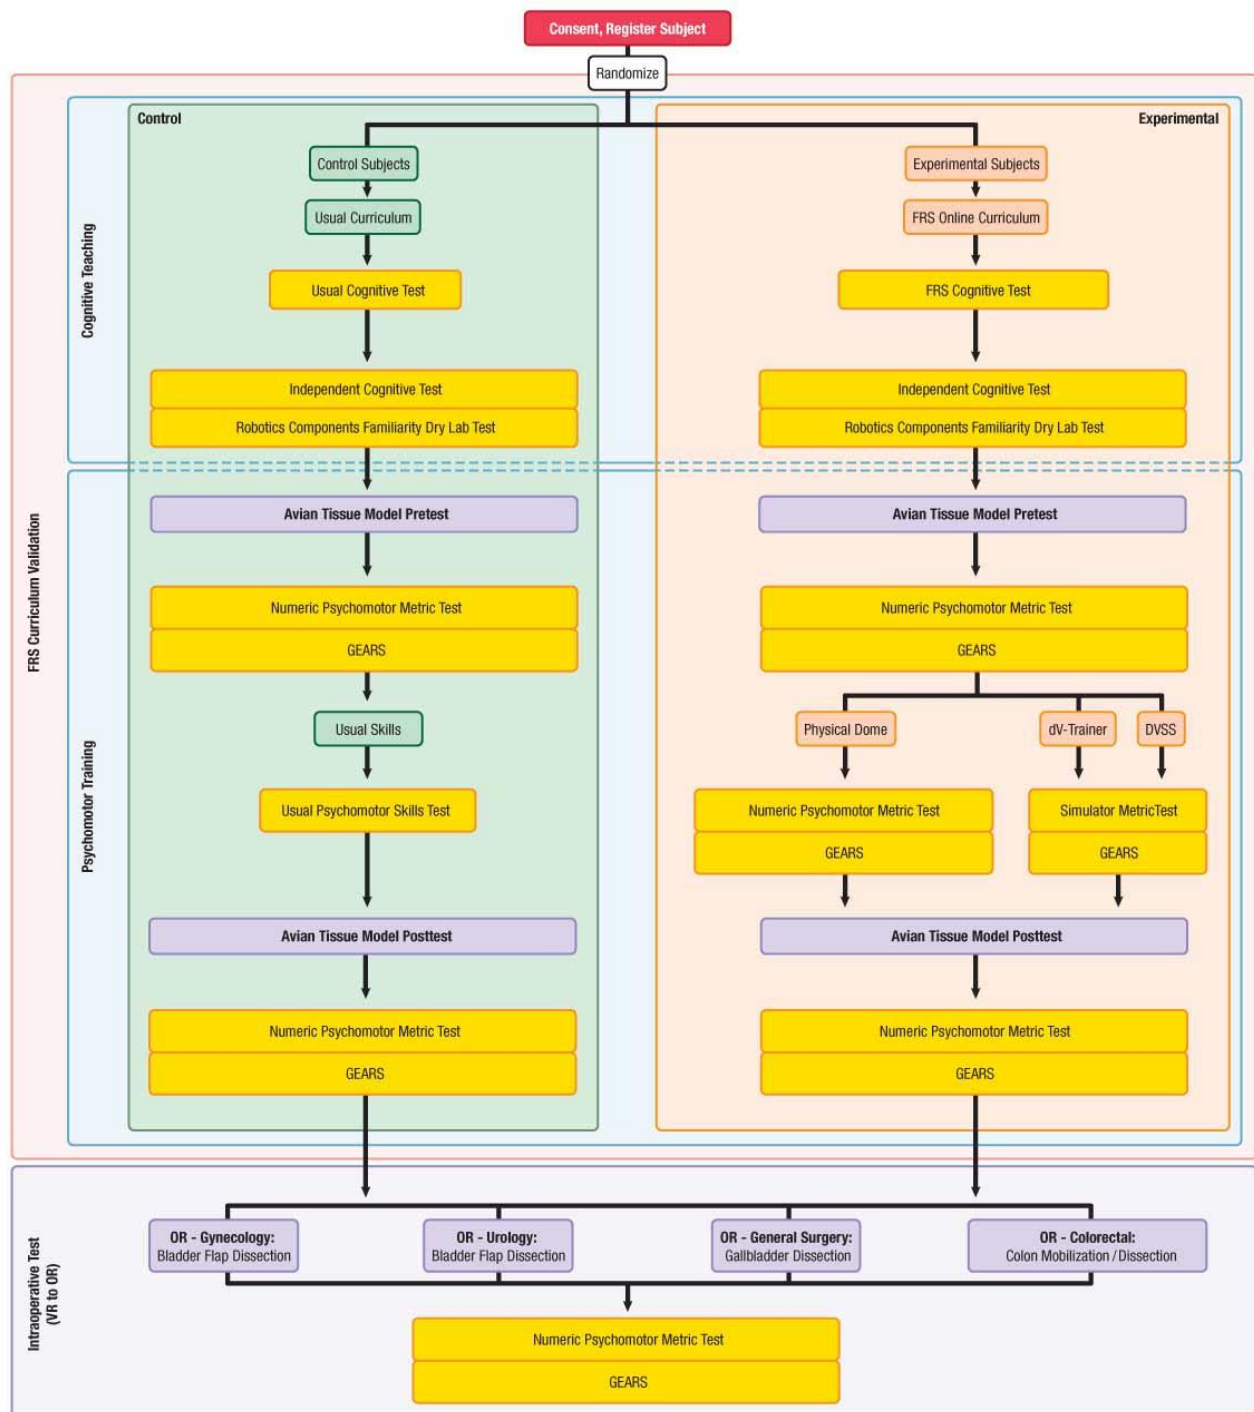 Consent, Register Subject
Randomize
Control
Experimental
Control Subjects
Experimental Subjects
Usual Curriculum
FRS Online Curriculum
Cognitive Teaching
Usual Cognitive Test
FRS Cognitive Test
Independent Cognitive Test
Independent Cognitive Test
Robotics Components Familiarity Dry Lab Test
Robotics Components Familiarity Dry Lab Test
FRS Curriculum Validation
Psychomotor Training
Avian Tissue Model Pretest
Avian Tissue Model Pretest
Numeric Psychomotor Metric Test
Numeric Psychomotor Metric Test
GEARS
GEARS
Usual Skills
Physical Dome
dV-Trainer
DVSS
Usual Psychomotor Skills Test
Numeric Psychomotor Metric Test
Simulator MetricTest
GEARS
GEARS
Avian Tissue Model Posttest
Avian Tissue Model Posttest
Numeric Psychomotor Metric Test
Numeric Psychomotor Metric Test
GEARS
GEARS
Intraoperative Test
(VR to OR)
OR - Gynecology:
Bladder Flap Dissection
OR - Urology:
Bladder Flap Dissection
OR - General Surgery:
Gallbladder Dissection
OR - Colorectal:
Colon Mobilization / Dissection
Numeric Psychomotor Metric Test
GEARS